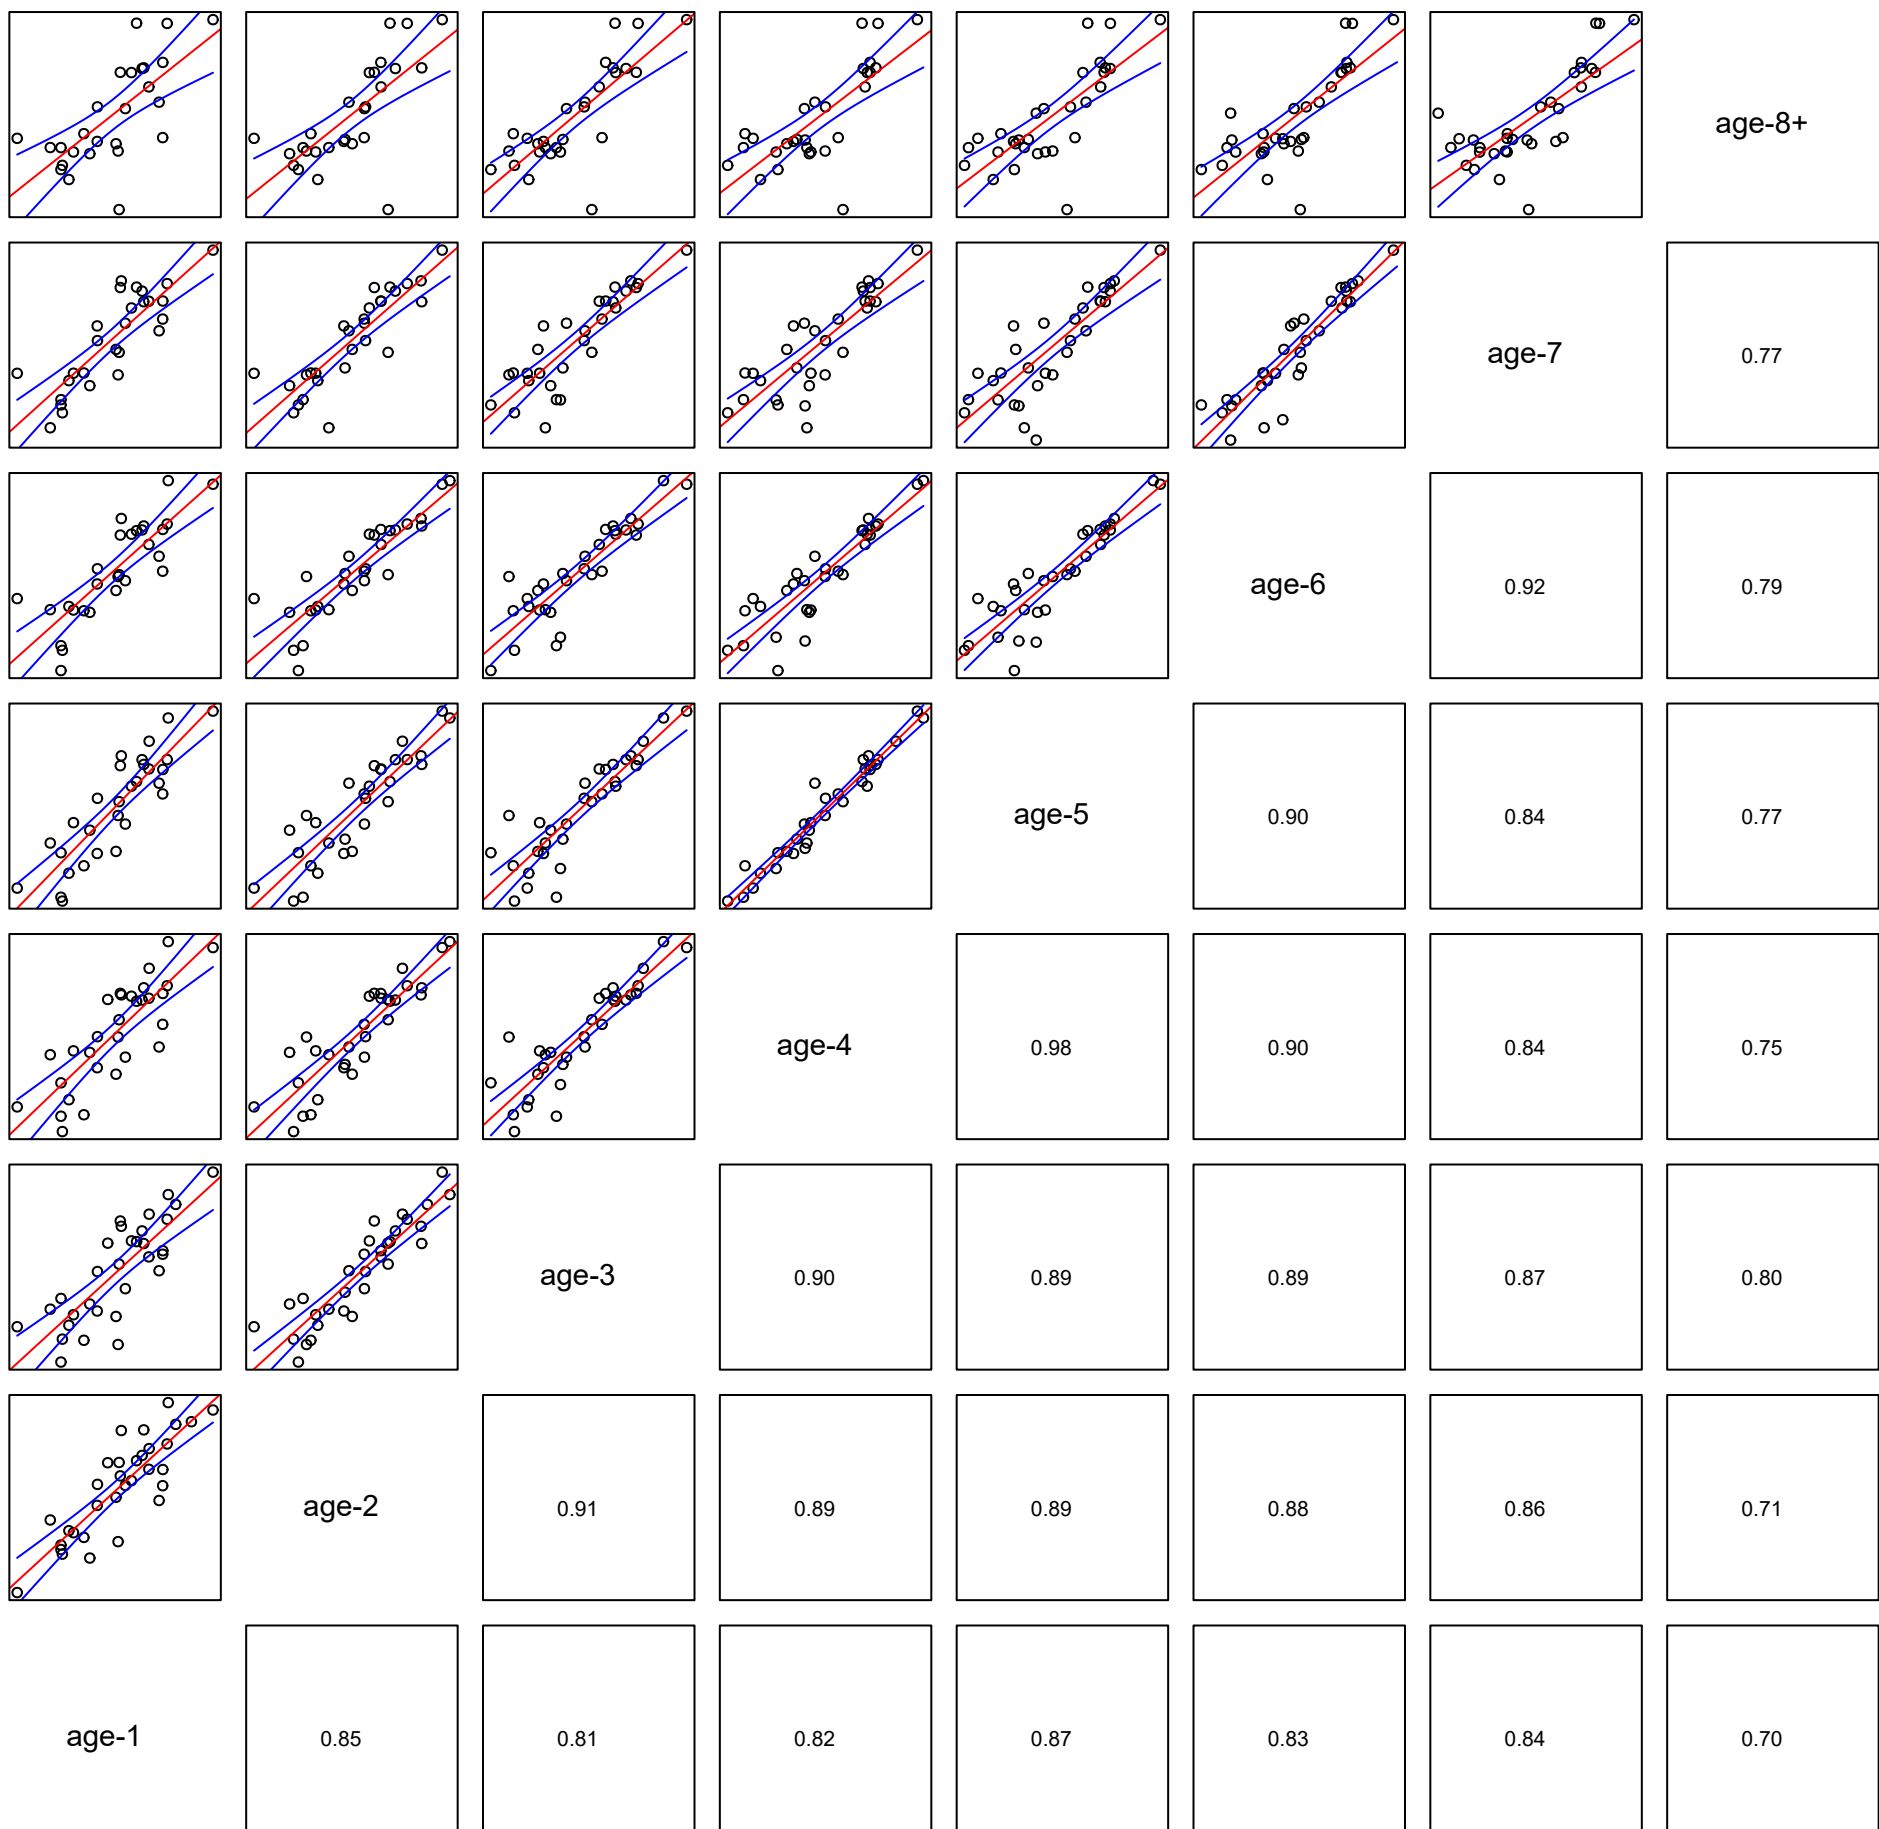 age-8+
age-7 0.77
age-6 0.92 0.79
age-5 0.90 0.84 0.77
age-4 0.98 0.90 0.84 0.75
age-3 0.90 0.89 0.89 0.87 0.80
age-2 0.91 0.89 0.89 0.88 0.86 0.71
age-1 0.85 0.81 0.82 0.87 0.83 0.84 0.70